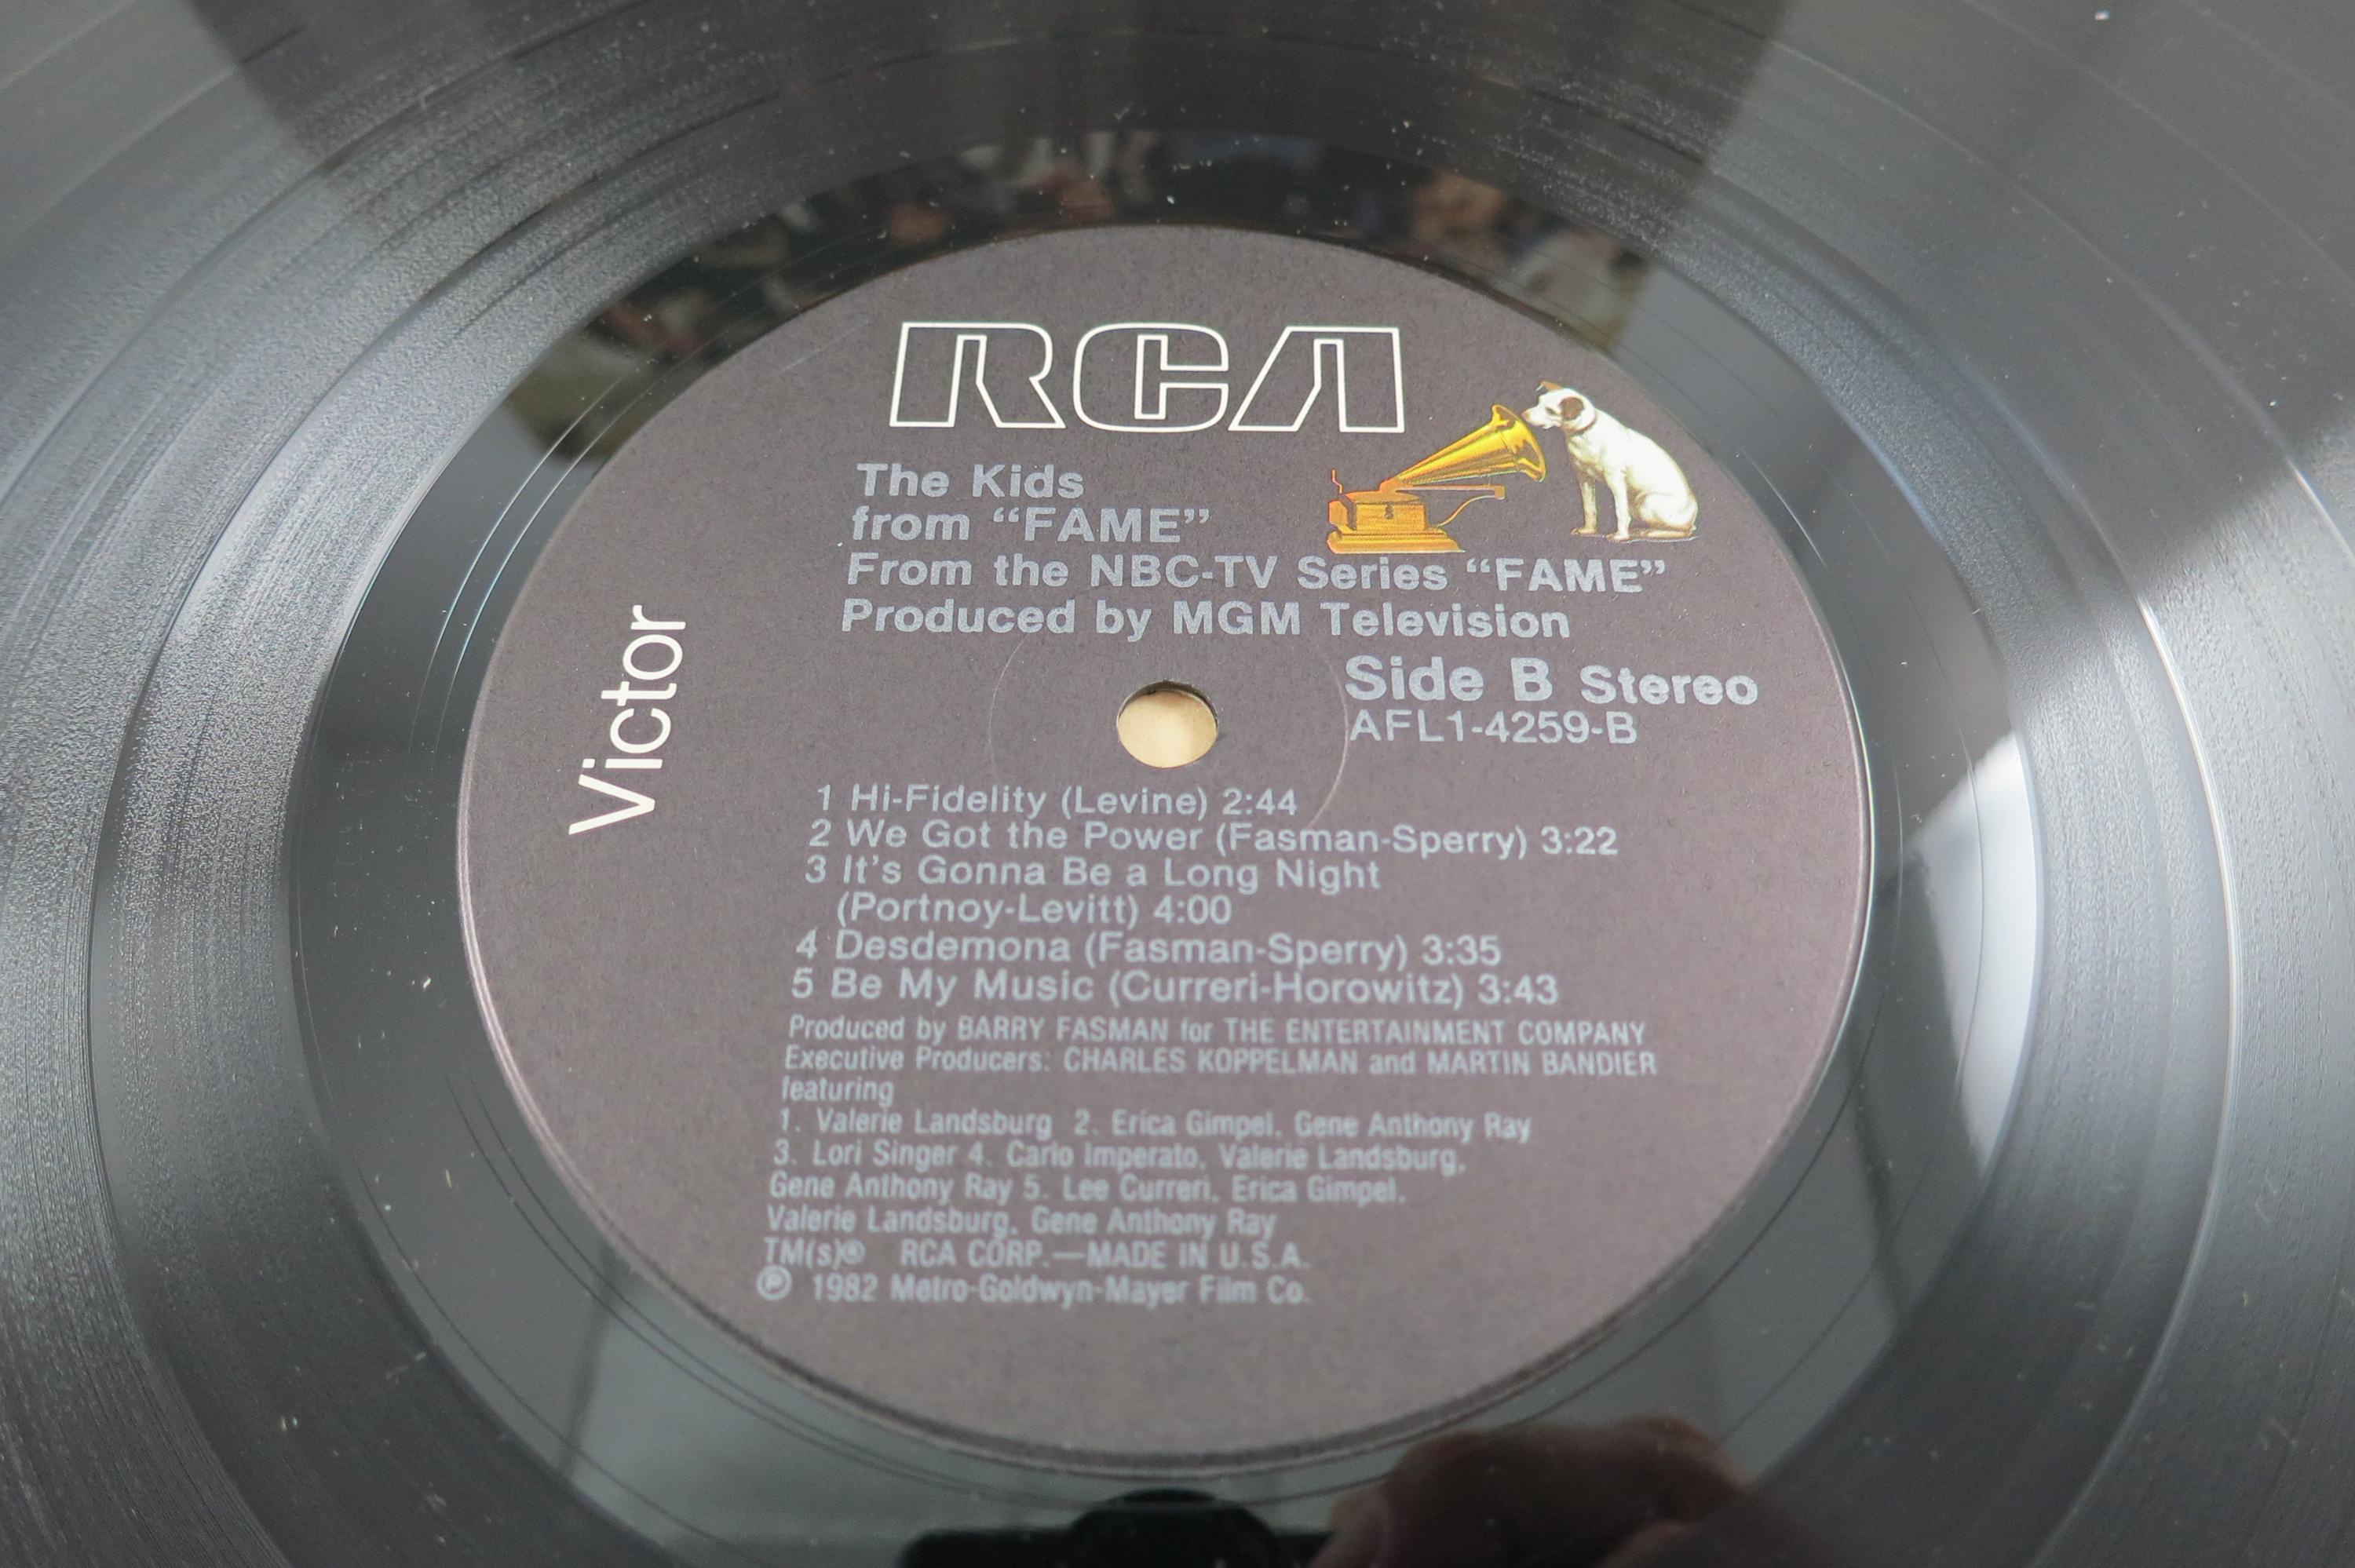 RCA
The Kids
from “FAME”
From the NBC-TV Series “FAME”
Produced by MGM Television
Victor
Side B Stereo
AFL1-4259-B
1 Hi-Fidelity (Levine) 2:44
2 We Got the Power (Fasman-Sperry) 3:22
3 It's Gonna Be a Long Night
(Portnoy-Levitt) 4:00
4 Desdemona (Fasman-Sperry) 3:35
5 Be My Music (Curreri-Horowitz) 3:43
Produced by BARRY FASMAN for THE ENTERTAINMENT COMPANY
Executive Producers: CHARLES KOPPELMAN and MARTIN BANDIER
featuring
1. Valerie Landsburg 2. Erica Gimpel, Gene Anthony Ray
3. Lori Singer 4. Carlo Imperato, Valerie Landsburg,
Gene Anthony Ray 5. Lee Curreri, Erica Gimpel,
Valerie Landsburg, Gene Anthony Ray
TM(s)® RCA CORP.—MADE IN U.S.A.
℗ 1982 Metro-Goldwyn-Mayer Film Co.